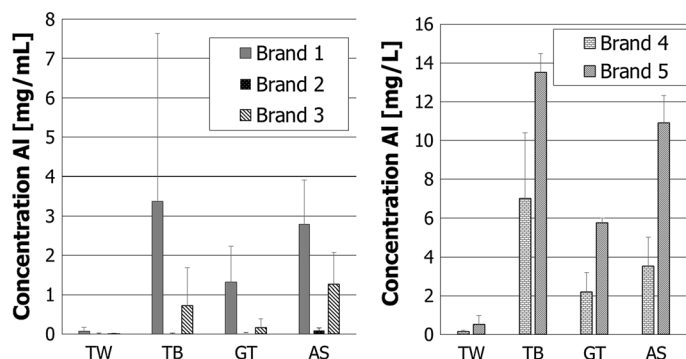 Concentration Al [mg/mL]
8
7
6
5
4
3
2
1
0
Brand 1
Brand 2
Brand 3
TW TB GT AS
Concentration Al [mg/L]
16
14
12
10
8
6
4
2
0
Brand 4
Brand 5
TW TB GT AS